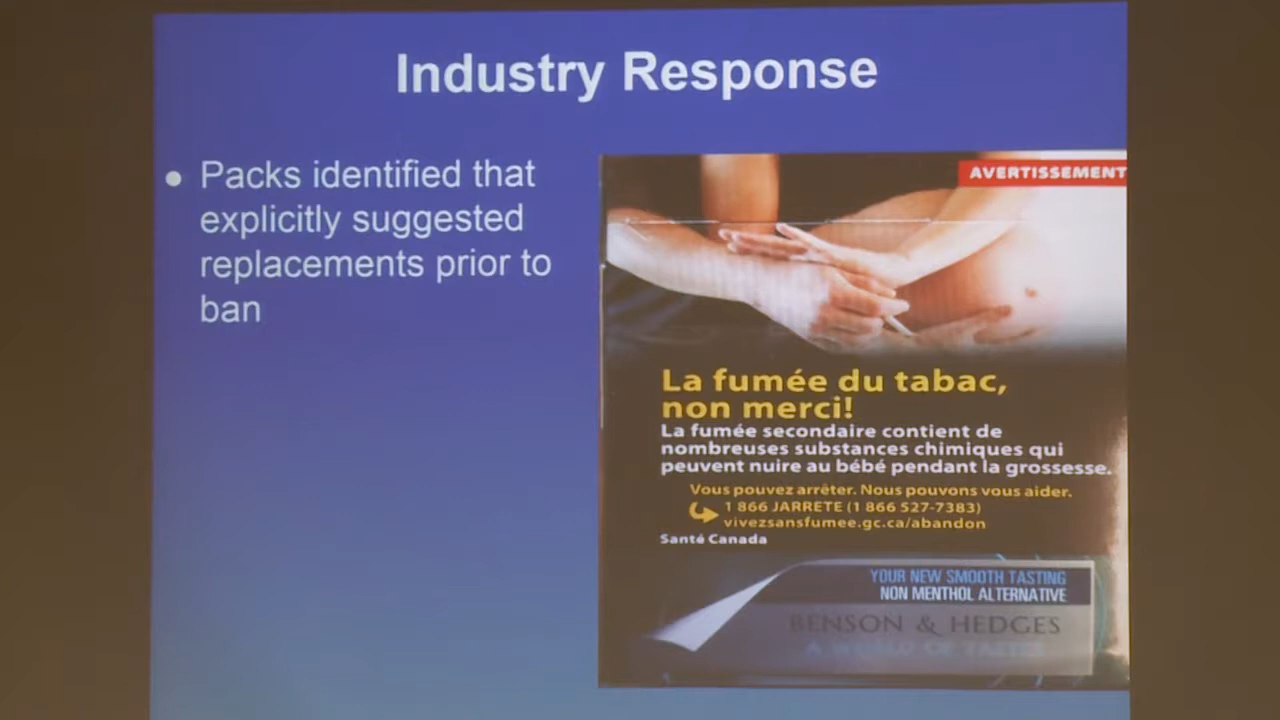 Industry Response
● Packs identified that
explicitly suggested
replacements prior to
ban
AVERTISSEMENT
La fumée du tabac,
non merci!
La fumée secondaire contient de
nombreuses substances chimiques qui
peuvent nuire au bébé pendant la grossesse.
Vous pouvez arrêter. Nous pouvons vous aider.
1 866 JARRETE (1 866 527-7383)
vivezsansfumee.gc.ca/abandon
Santé Canada
YOUR NEW SMOOTH TASTING
NON MENTHOL ALTERNATIVE
BENSON & HEDGES
A WORLD OF